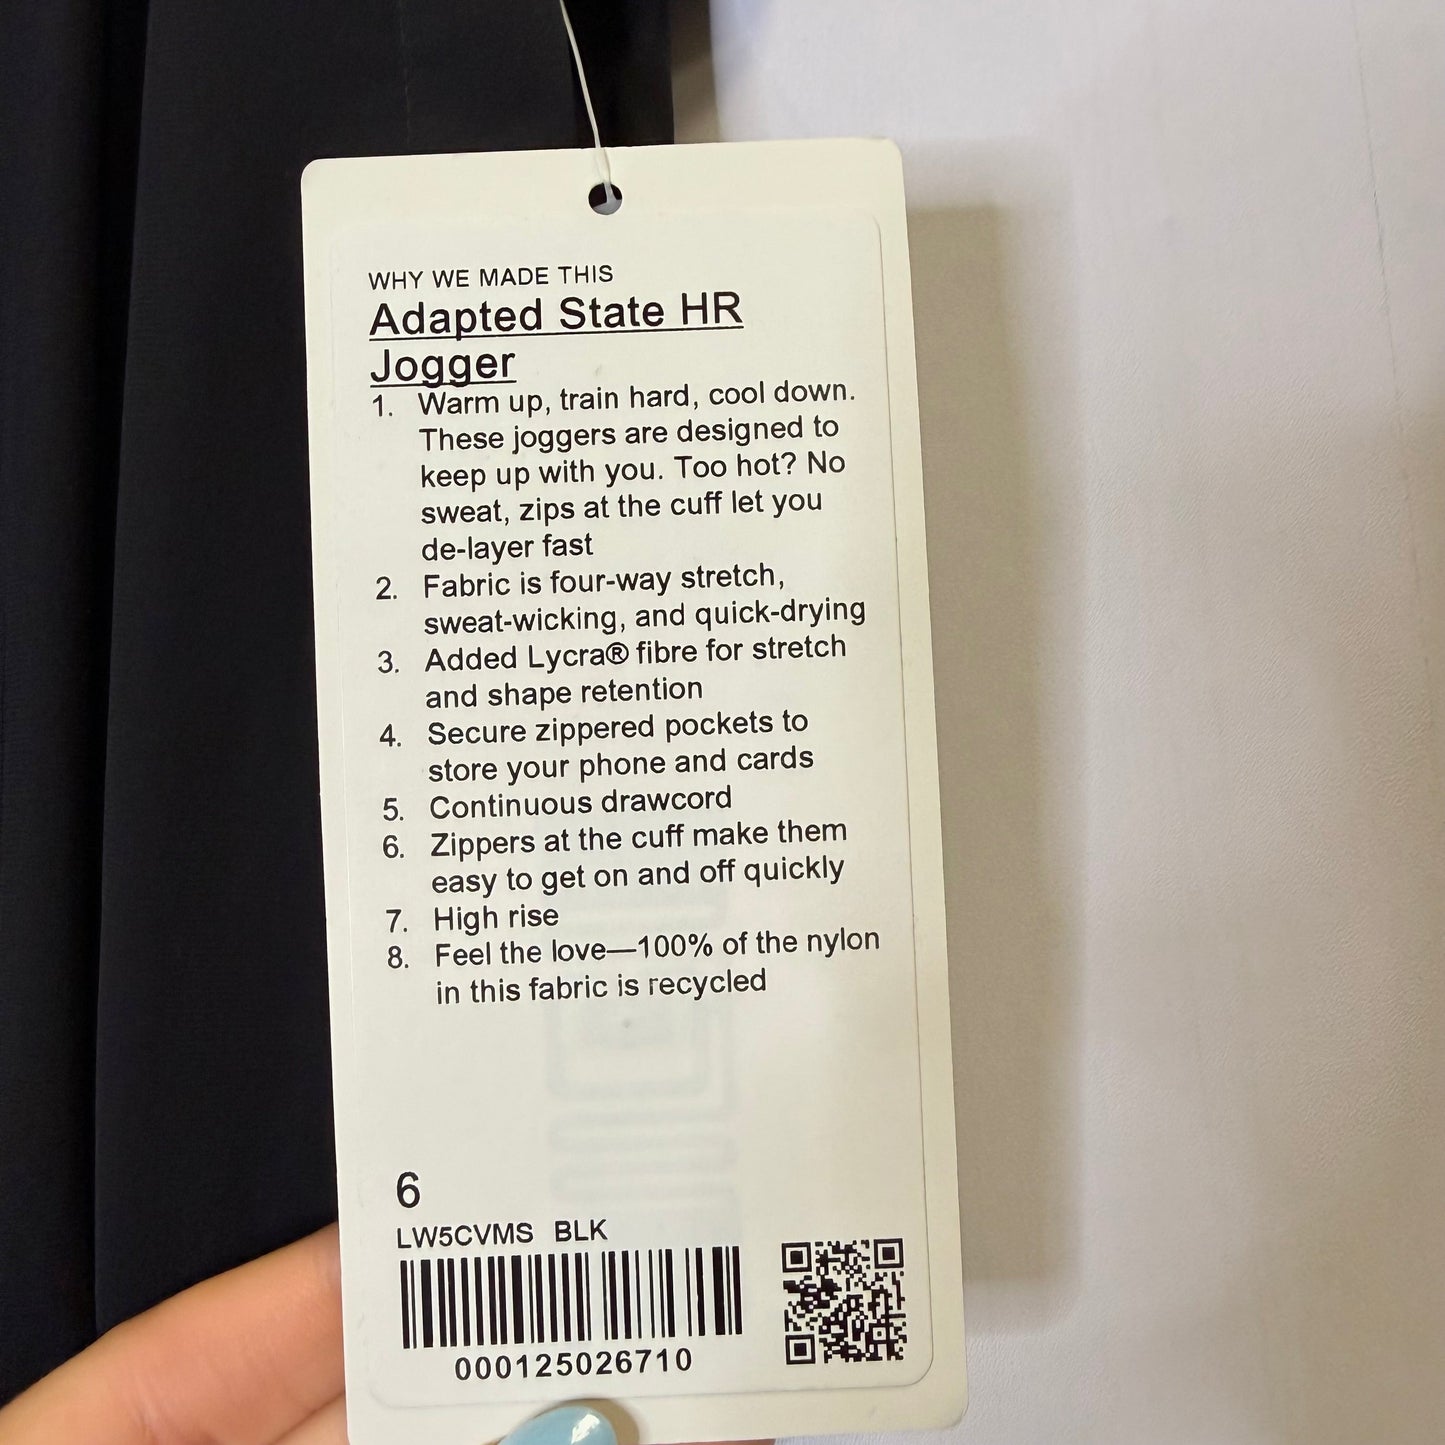 WHY WE MADE THIS
Adapted State HR
Jogger
1. Warm up, train hard, cool down.
These joggers are designed to
keep up with you. Too hot? No
sweat, zips at the cuff let you
de-layer fast
2. Fabric is four-way stretch,
sweat-wicking, and quick-drying
3. Added Lycra® fibre for stretch
and shape retention
4. Secure zippered pockets to
store your phone and cards
5. Continuous drawcord
6. Zippers at the cuff make them
easy to get on and off quickly
7. High rise
8. Feel the love—100% of the nylon
in this fabric is recycled
6
LW5CVMS BLK
000125026710